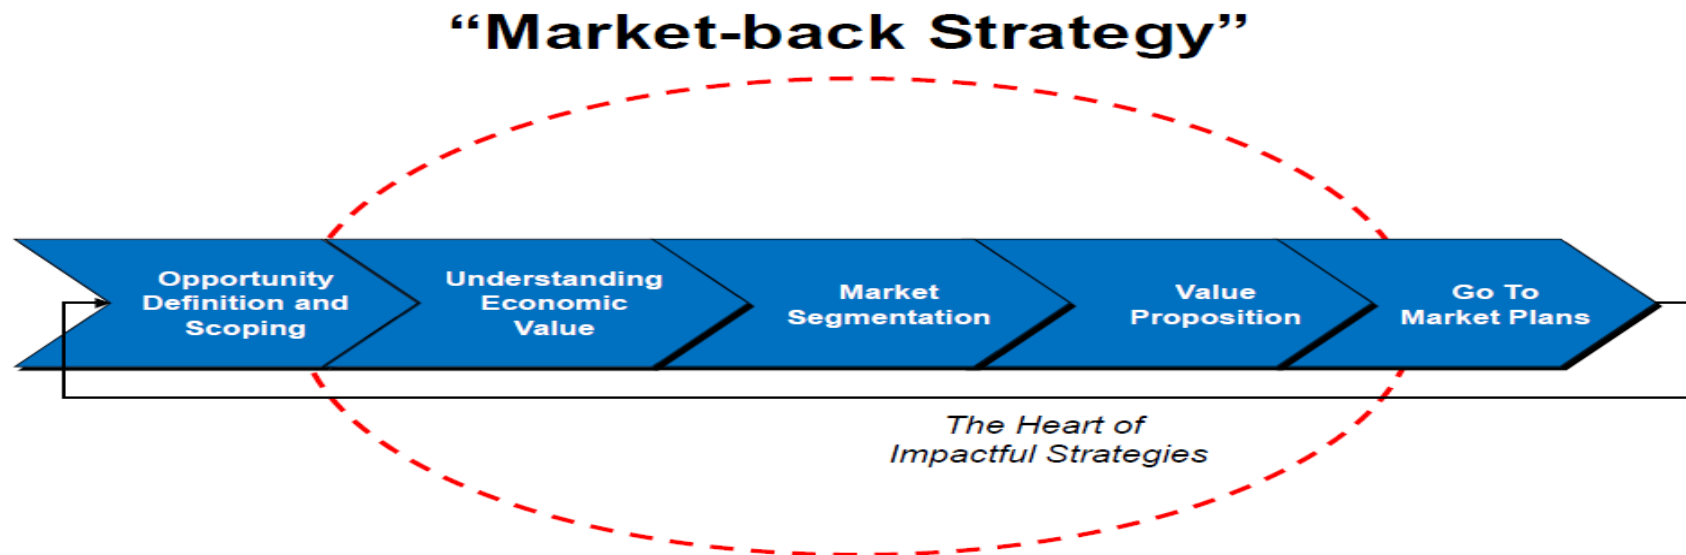 “Market-back Strategy”
Opportunity
Definition and
Scoping
Understanding
Economic
Value
Market
Segmentation
Value
Proposition
Go To
Market Plans
The Heart of
Impactful Strategies